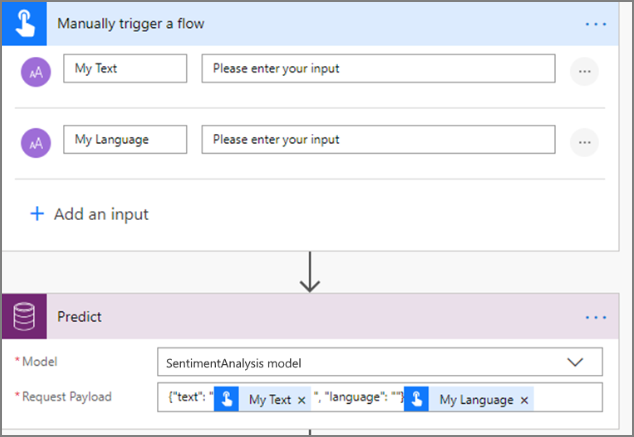 Manually trigger a flow
My Text Please enter your input
My Language Please enter your input
+ Add an input
Predict
* Model SentimentAnalysis model
* Request Payload {"text": " My Text × ", "language": ""} My Language ×